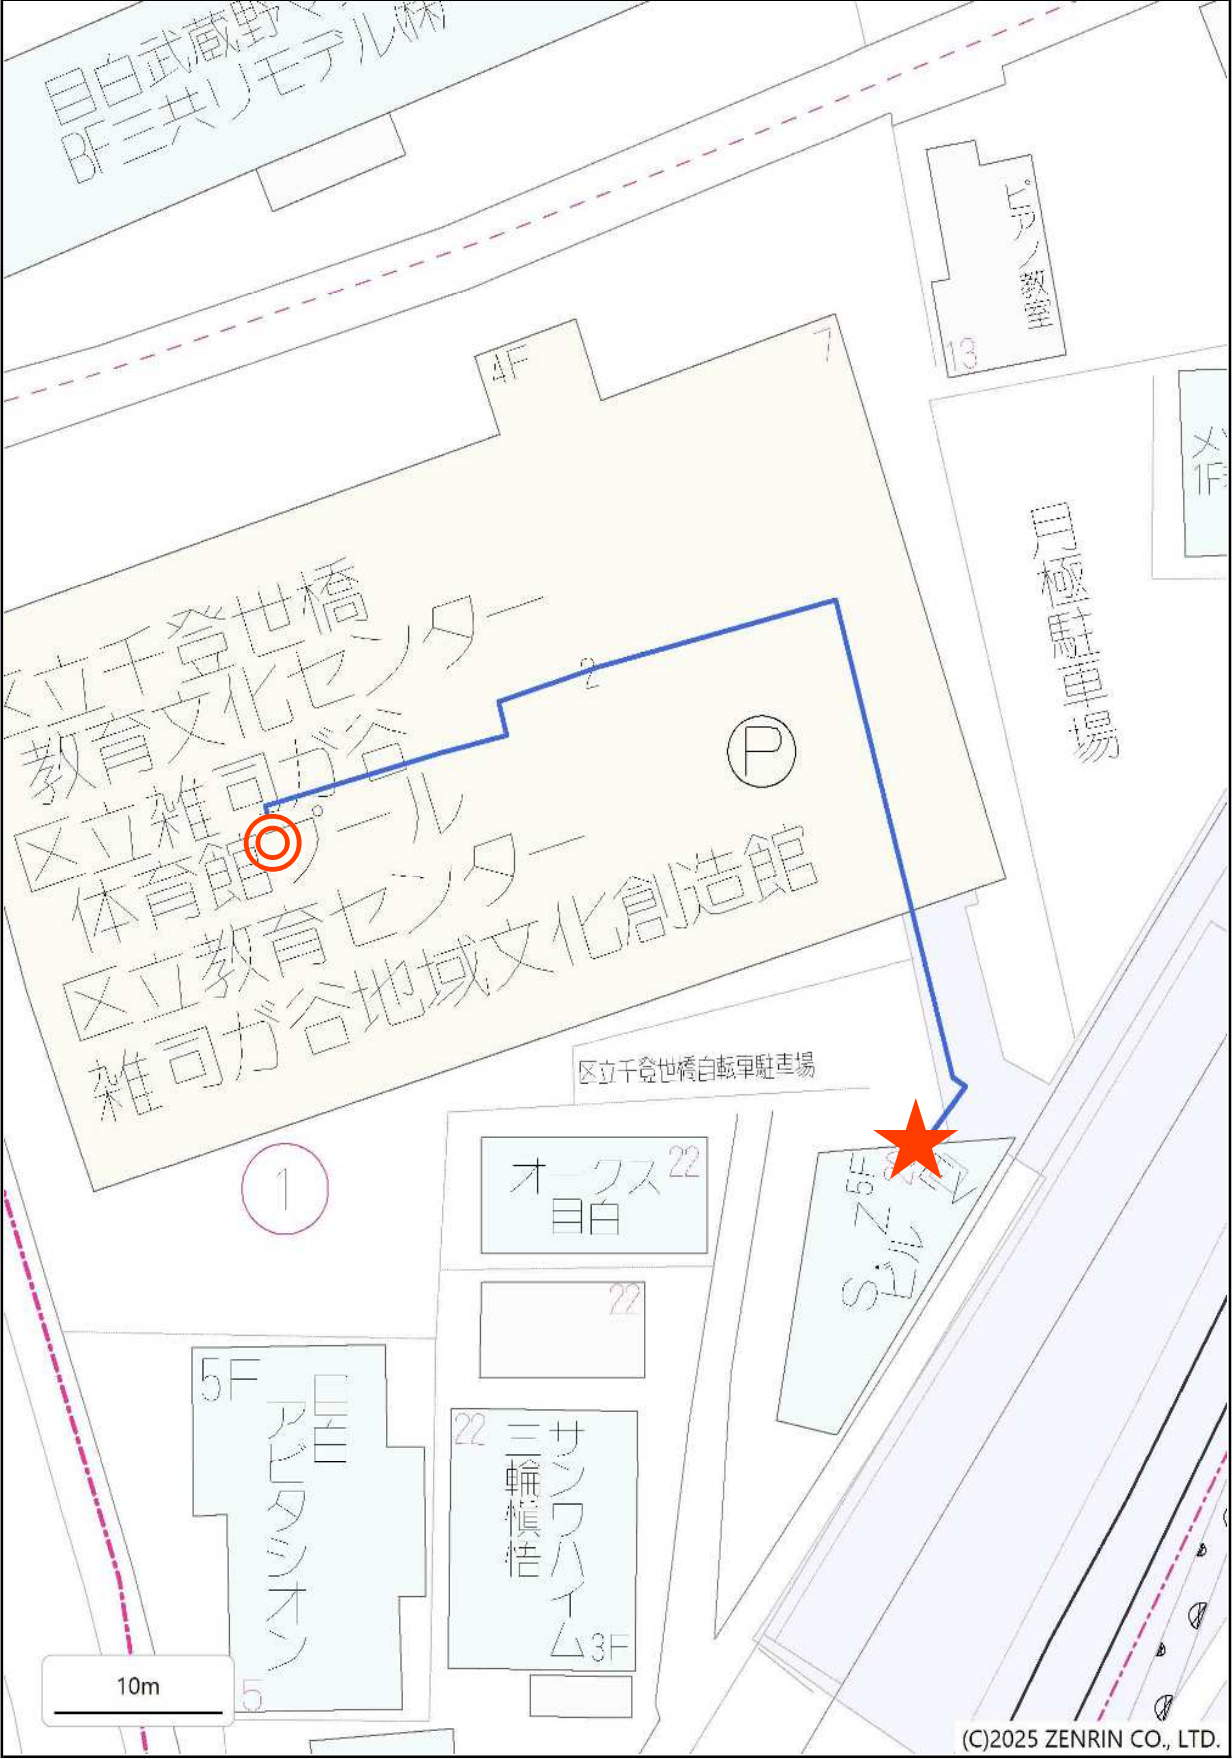 目白武蔵野マ
BF三共リモデル(株)
ピアノ教室
13
4F
7
メ
1F
月極駐車場
区立千登世橋
教育文化センター
区立雑司が谷
体育館プール
区立教育センター
雑司が谷地域文化創造館
2
P
区立千登世橋自転車駐車場
1
オークス
目白
22
S.Z
ビル
5F
22
5F
目白
アビタシオン
5
22
サンワハイム
三輪慎悟
3F
10m
(C)2025 ZENRIN CO., LTD.